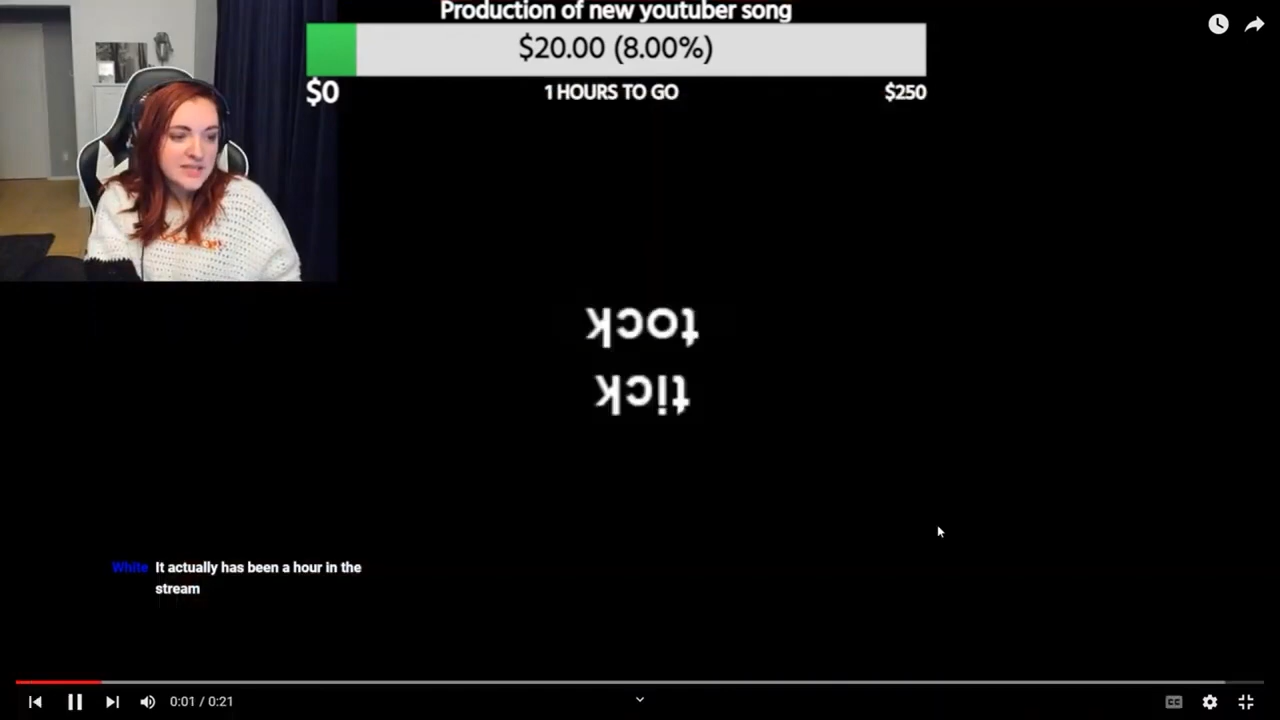 Production of new youtuber song
$20.00 (8.00%)
$0
1 HOURS TO GO
$250
tick
tock
White It actually has been a hour in the
stream
0:01 / 0:21
CC